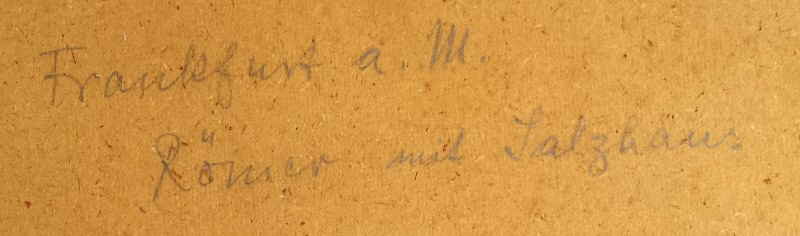 Frankfurt a. M.
Römer mit Salzhaus